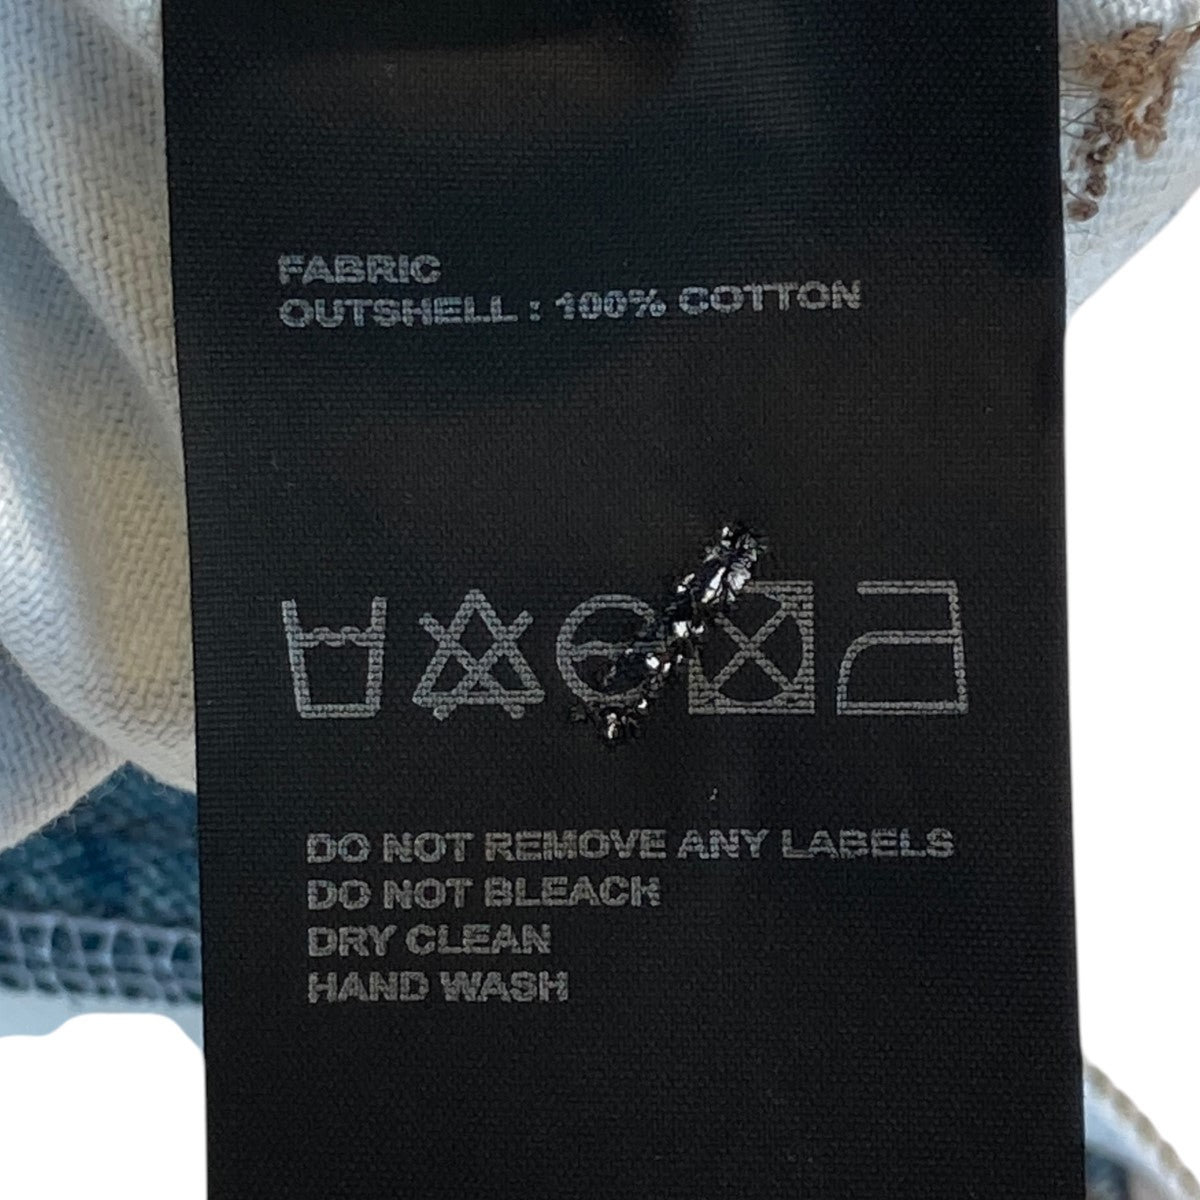 FABRIC
OUTSHELL : 100% COTTON
DO NOT REMOVE ANY LABELS
DO NOT BLEACH
DRY CLEAN
HAND WASH